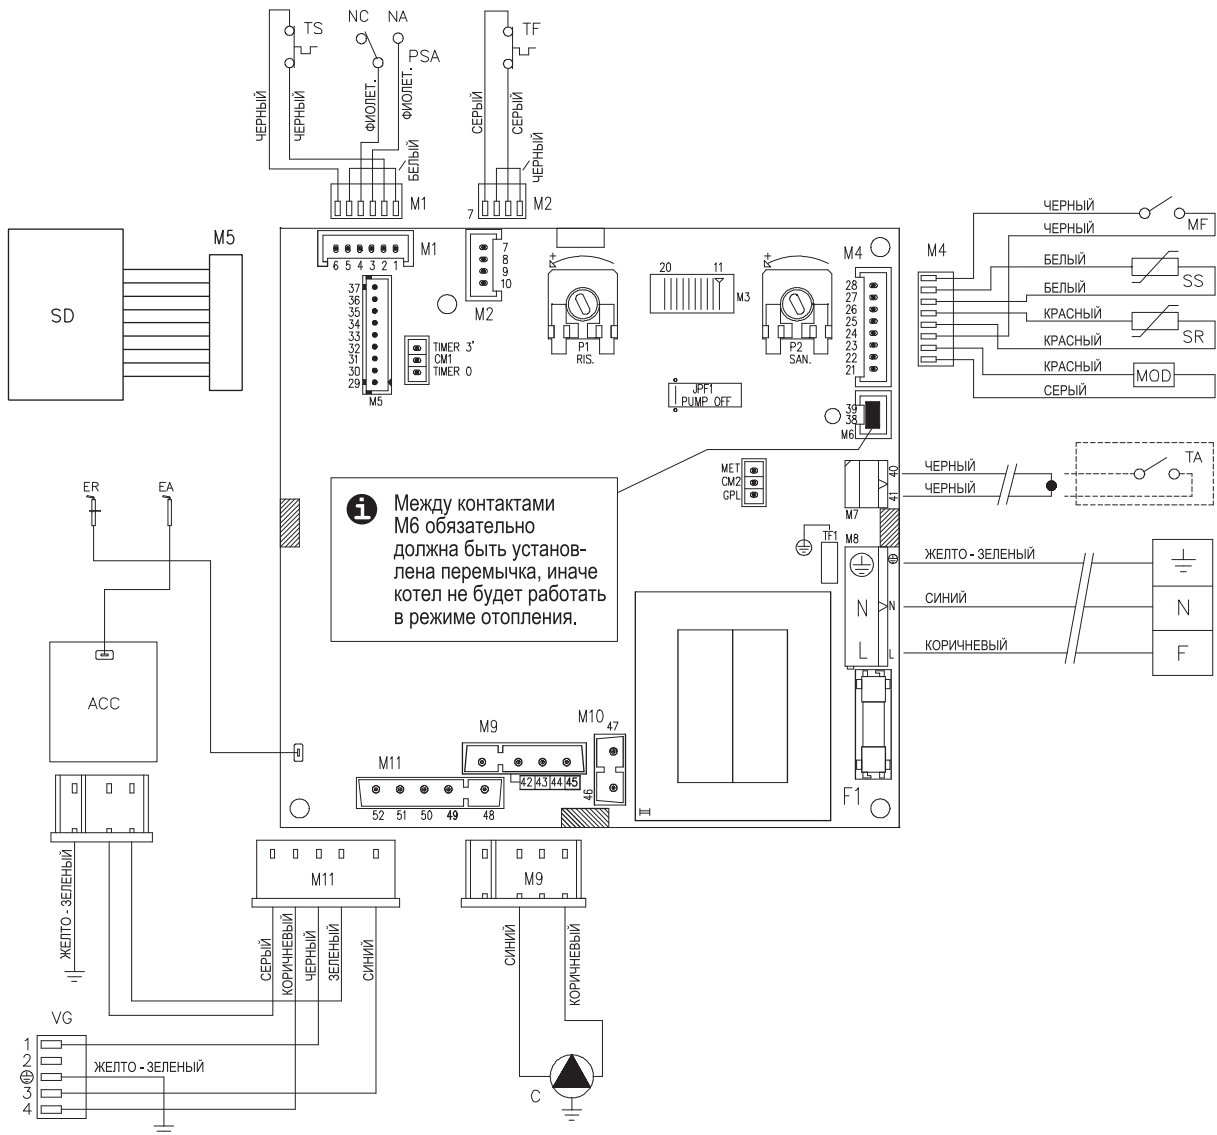 TS
NC
NA
PSA
TF
ЧЕРНЫЙ
ЧЕРНЫЙ
ФИОЛЕТ.
ФИОЛЕТ.
БЕЛЫЙ
СЕРЫЙ
СЕРЫЙ
ЧЕРНЫЙ
M1
7
M2
SD
M5
M1
6 5 4 3 2 1
7
8
9
10
M2
37
36
35
34
33
32
31
30
29
M5
TIMER 3'
CM1
TIMER 0
+
P1
RIS.
20 11
M3
+
P2
SAN.
JPF1
PUMP OFF
M4
28
27
26
25
24
23
22
21
39
38
M6
M4
ЧЕРНЫЙ
MF
ЧЕРНЫЙ
БЕЛЫЙ
SS
БЕЛЫЙ
КРАСНЫЙ
SR
КРАСНЫЙ
КРАСНЫЙ
MOD
СЕРЫЙ
MET
CM2
GPL
40
41
M7
ЧЕРНЫЙ
ЧЕРНЫЙ
TA
ER
EA
i
Между контактами
М6 обязательно
должна быть установ-
лена перемычка, иначе
котел не будет работать
в режиме отопления.
TF1
M8
N
N
L
L
ЖЕЛТО - ЗЕЛЕНЫЙ
СИНИЙ
N
КОРИЧНЕВЫЙ
F
ACC
M9
42 43 44 45
M10
47
46
M11
52 51 50 49 48
F1
M11
M9
ЖЕЛТО - ЗЕЛЕНЫЙ
СЕРЫЙ
КОРИЧНЕВЫЙ
ЧЕРНЫЙ
ЗЕЛЕНЫЙ
СИНИЙ
СИНИЙ
КОРИЧНЕВЫЙ
VG
1
2
3
4
ЖЕЛТО - ЗЕЛЕНЫЙ
C